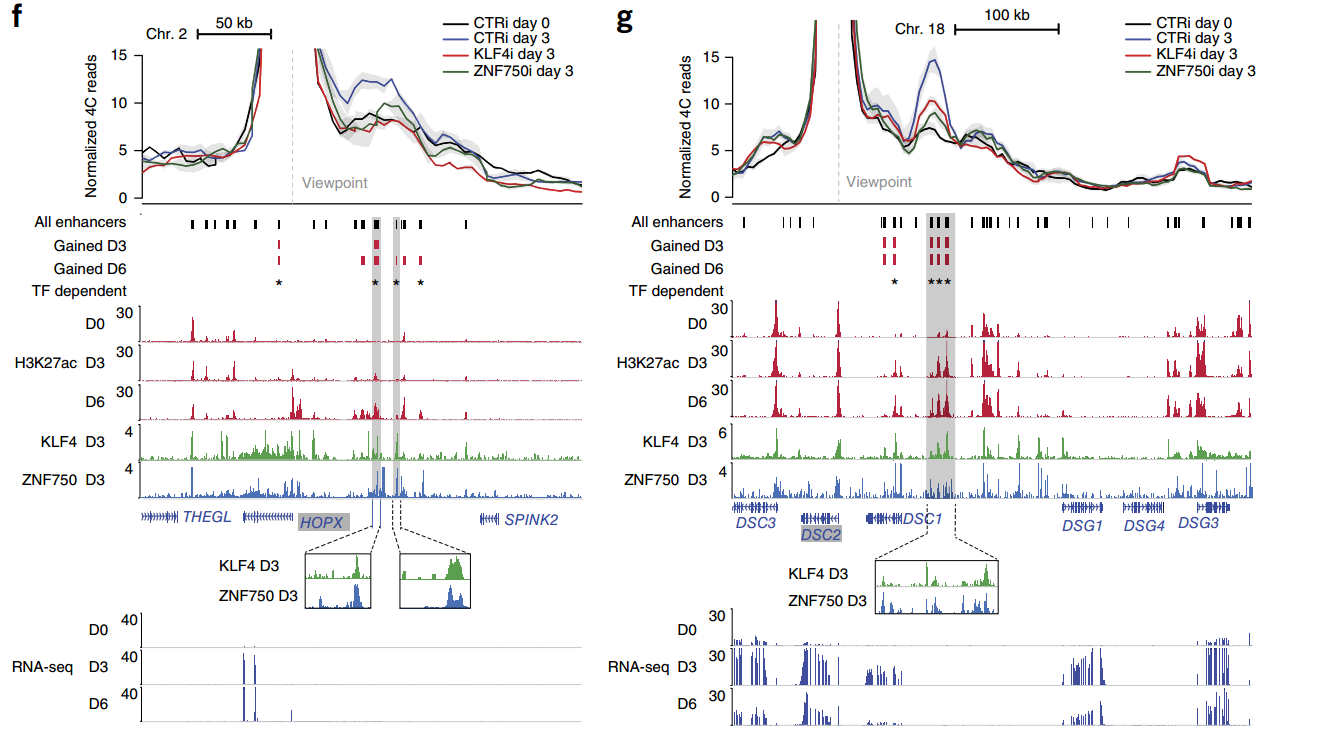 f
Chr. 2
50 kb
CTRi day 0
CTRi day 3
KLF4i day 3
ZNF750i day 3
Normalized 4C reads
15
10
5
0
Viewpoint
All enhancers
Gained D3
Gained D6
TF dependent
* * * *
30
D0
30
H3K27ac D3
30
D6
4
KLF4 D3
4
ZNF750 D3
THEGL
HOPX
SPINK2
KLF4 D3
ZNF750 D3
40
D0
40
RNA-seq D3
40
D6
g
Chr. 18
100 kb
CTRi day 0
CTRi day 3
KLF4i day 3
ZNF750i day 3
Normalized 4C reads
15
10
5
0
Viewpoint
All enhancers
Gained D3
Gained D6
TF dependent
* * * *
30
D0
30
H3K27ac D3
30
D6
6
KLF4 D3
4
ZNF750 D3
DSC3
DSC2
DSC1
DSG1
DSG4
DSG3
KLF4 D3
ZNF750 D3
30
D0
30
RNA-seq D3
30
D6